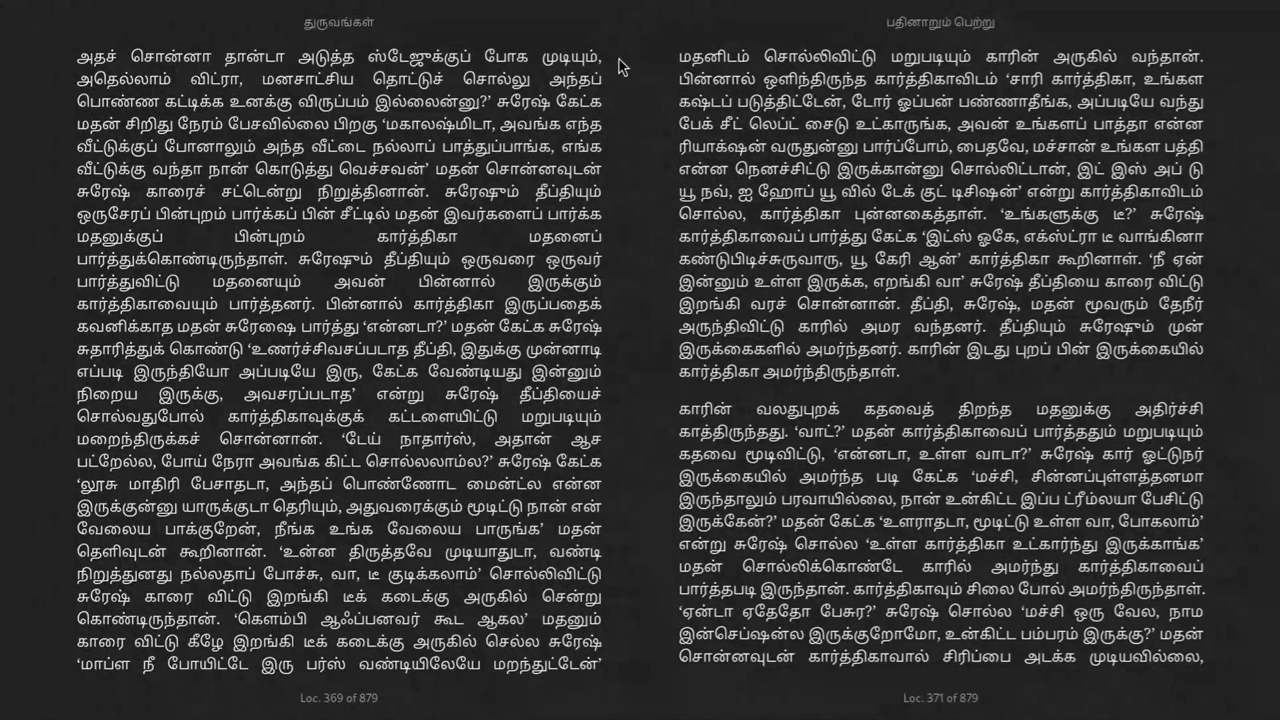 துருவங்கள்
அதச் சொன்னா தான்டா அடுத்த ஸ்டேஜுக்குப் போக முடியும்,
அதெல்லாம் விட்ரா, மனசாட்சிய தொட்டுச் சொல்லு அந்தப்
பொண்ண கட்டிக்க உனக்கு விருப்பம் இல்லைன்னு?’ சுரேஷ் கேட்க
மதன் சிறிது நேரம் பேசவில்லை பிறகு ‘மகாலஷ்மிடா, அவங்க எந்த
வீட்டுக்குப் போனாலும் அந்த வீட்டை நல்லாப் பாத்துப்பாங்க, எங்க
வீட்டுக்கு வந்தா நான் கொடுத்து வெச்சவன்’ மதன் சொன்னவுடன்
சுரேஷ் காரைச் சட்டென்று நிறுத்தினான். சுரேஷும் தீப்தியும்
ஒருசேரப் பின்புறம் பார்க்கப் பின் சீட்டில் மதன் இவர்களைப் பார்க்க
மதனுக்குப் பின்புறம் கார்த்திகா மதனைப்
பார்த்துக்கொண்டிருந்தாள். சுரேஷும் தீப்தியும் ஒருவரை ஒருவர்
பார்த்துவிட்டு மதனையும் அவன் பின்னால் இருக்கும்
கார்த்திகாவையும் பார்த்தனர். பின்னால் கார்த்திகா இருப்பதைக்
கவனிக்காத மதன் சுரேஷை பார்த்து ‘என்னடா?’ மதன் கேட்க சுரேஷ்
சுதாரித்துக் கொண்டு ‘உணர்ச்சிவசப்படாத தீப்தி, இதுக்கு முன்னாடி
எப்படி இருந்தியோ அப்படியே இரு, கேட்க வேண்டியது இன்னும்
நிறைய இருக்கு, அவசரப்படாத’ என்று சுரேஷ் தீப்தியைச்
சொல்வதுபோல் கார்த்திகாவுக்குக் கட்டளையிட்டு மறுபடியும்
மறைந்திருக்கச் சொன்னான். ‘டேய் நாதார்ஸ், அதான் ஆச
பட்றேல்ல, போய் நேரா அவங்க கிட்ட சொல்லலாம்ல?’ சுரேஷ் கேட்க
‘லூசு மாதிரி பேசாதடா, அந்தப் பொண்ணோட மைன்ட்ல என்ன
இருக்குன்னு யாருக்குடா தெரியும், அதுவரைக்கும் மூடிட்டு நான் என்
வேலைய பாக்குறேன், நீங்க உங்க வேலைய பாருங்க’ மதன்
தெளிவுடன் கூறினான். ‘உன்ன திருத்தவே முடியாதுடா, வண்டி
நிறுத்துனது நல்லதாப் போச்சு, வா, டீ குடிக்கலாம்’ சொல்லிவிட்டு
சுரேஷ் காரை விட்டு இறங்கி டீக் கடைக்கு அருகில் சென்று
கொண்டிருந்தான். ‘கெளம்பி ஆஃப்பனவர் கூட ஆகல’ மதனும்
காரை விட்டு கீழே இறங்கி டீக் கடைக்கு அருகில் செல்ல சுரேஷ்
‘மாப்ள நீ போயிட்டே இரு பர்ஸ் வண்டியிலேயே மறந்துட்டேன்’
Loc. 369 of 879
பதினாறும் பெற்று
மதனிடம் சொல்லிவிட்டு மறுபடியும் காரின் அருகில் வந்தான்.
பின்னால் ஒளிந்திருந்த கார்த்திகாவிடம் ‘சாரி கார்த்திகா, உங்கள
கஷ்டப் படுத்திட்டேன், டோர் ஓப்பன் பண்ணாதீங்க, அப்படியே வந்து
பேக் சீட் லெப்ட் சைடு உட்காருங்க, அவன் உங்களப் பாத்தா என்ன
ரியாக்ஷன் வருதுன்னு பார்ப்போம், பைதவே, மச்சான் உங்கள பத்தி
என்ன நெனச்சிட்டு இருக்கான்னு சொல்லிட்டான், இட் இஸ் அப் டு
யூ நவ், ஐ ஹோப் யூ வில் டேக் குட் டிசிஷன்’ என்று கார்த்திகாவிடம்
சொல்ல, கார்த்திகா புன்னகைத்தாள். ‘உங்களுக்கு டீ?’ சுரேஷ்
கார்த்திகாவைப் பார்த்து கேட்க ‘இட்ஸ் ஓகே, எக்ஸ்ட்ரா டீ வாங்கினா
கண்டுபிடிச்சுருவாரு, யூ கேரி ஆன்’ கார்த்திகா கூறினாள். ‘நீ ஏன்
இன்னும் உள்ள இருக்க, எறங்கி வா’ சுரேஷ் தீப்தியை காரை விட்டு
இறங்கி வரச் சொன்னான். தீப்தி, சுரேஷ், மதன் மூவரும் தேநீர்
அருந்திவிட்டு காரில் அமர வந்தனர். தீப்தியும் சுரேஷும் முன்
இருக்கைகளில் அமர்ந்தனர். காரின் இடது புறப் பின் இருக்கையில்
கார்த்திகா அமர்ந்திருந்தாள்.
காரின் வலதுபுறக் கதவைத் திறந்த மதனுக்கு அதிர்ச்சி
காத்திருந்தது. ‘வாட்?’ மதன் கார்த்திகாவைப் பார்த்ததும் மறுபடியும்
கதவை மூடிவிட்டு, ‘என்னடா, உள்ள வாடா?’ சுரேஷ் கார் ஓட்டுநர்
இருக்கையில் அமர்ந்த படி கேட்க ‘மச்சி, சின்னப்புள்ளத்தனமா
இருந்தாலும் பரவாயில்லை, நான் உன்கிட்ட இப்ப ட்ரீம்லயா பேசிட்டு
இருக்கேன்?’ மதன் கேட்க ‘உளராதடா, மூடிட்டு உள்ள வா, போகலாம்’
என்று சுரேஷ் சொல்ல ‘உள்ள கார்த்திகா உட்கார்ந்து இருக்காங்க’
மதன் சொல்லிக்கொண்டே காரில் அமர்ந்து கார்த்திகாவைப்
பார்த்தபடி இருந்தான். கார்த்திகாவும் சிலை போல் அமர்ந்திருந்தாள்.
‘ஏன்டா ஏதேதோ பேசுர?’ சுரேஷ் சொல்ல ‘மச்சி ஒரு வேல, நாம
இன்செப்ஷன்ல இருக்குறோமோ, உன்கிட்ட பம்பரம் இருக்கு?’ மதன்
சொன்னவுடன் கார்த்திகாவால் சிரிப்பை அடக்க முடியவில்லை,
Loc. 371 of 879